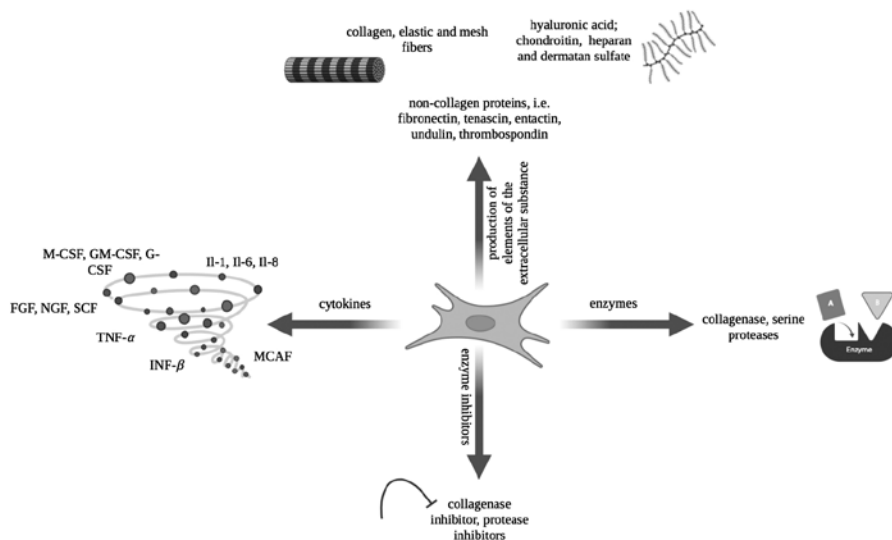 collagen, elastic and mesh
fibers
hyaluronic acid;
chondroitin, heparan
and dermatan sulfate
non-collagen proteins, i.e.
fibronectin, tenascin, entactin,
undulin, thrombospondin
production of
elements of the
extracellular substance
M-CSF, GM-CSF, G-
CSF
Il-1, Il-6, Il-8
FGF, NGF, SCF
TNF-α
INF-β
MCAF
cytokines
enzymes
collagenase, serine
proteases
A
B
Enzyme
enzyme inhibitors
collagenase
inhibitor, protease
inhibitors